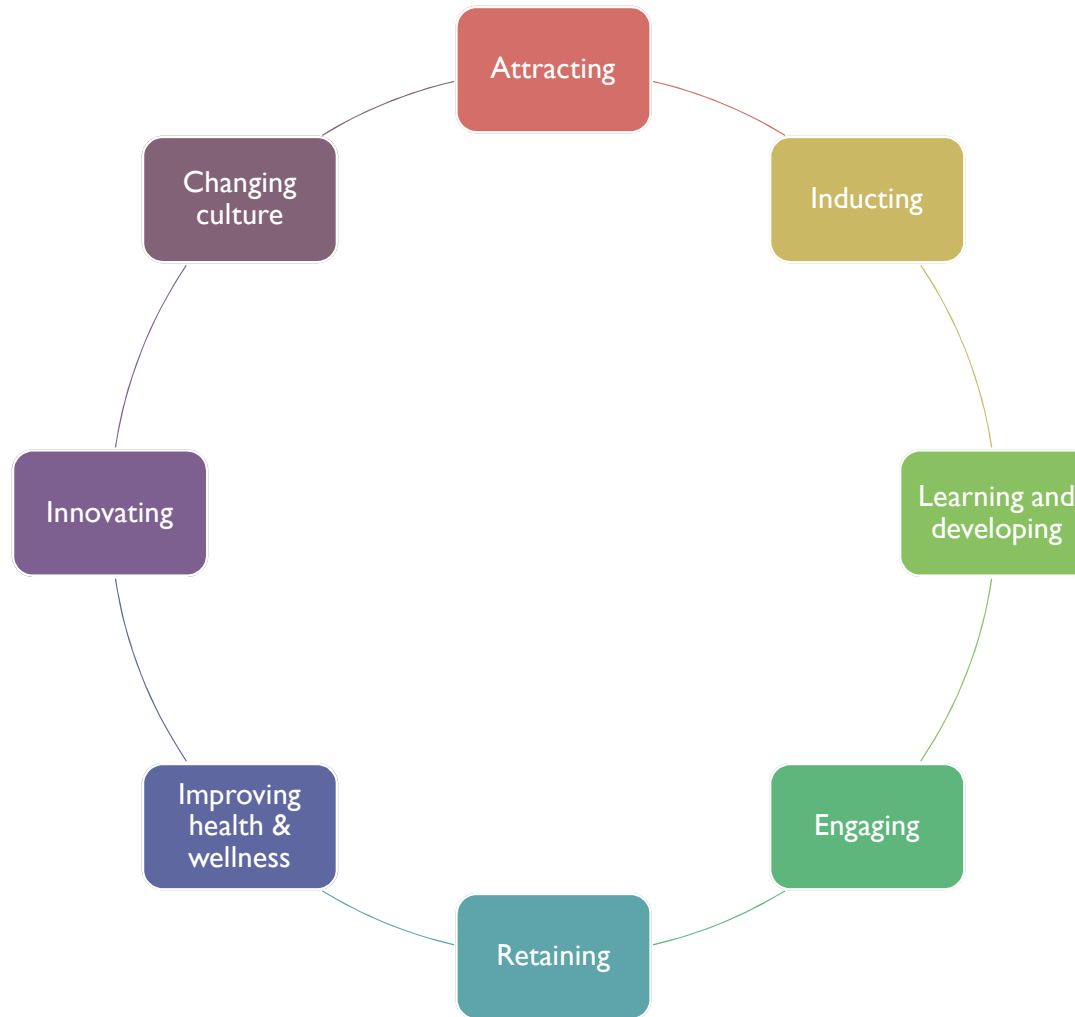 Attracting
Inducting
Learning and
developing
Engaging
Retaining
Improving
health &
wellness
Innovating
Changing
culture